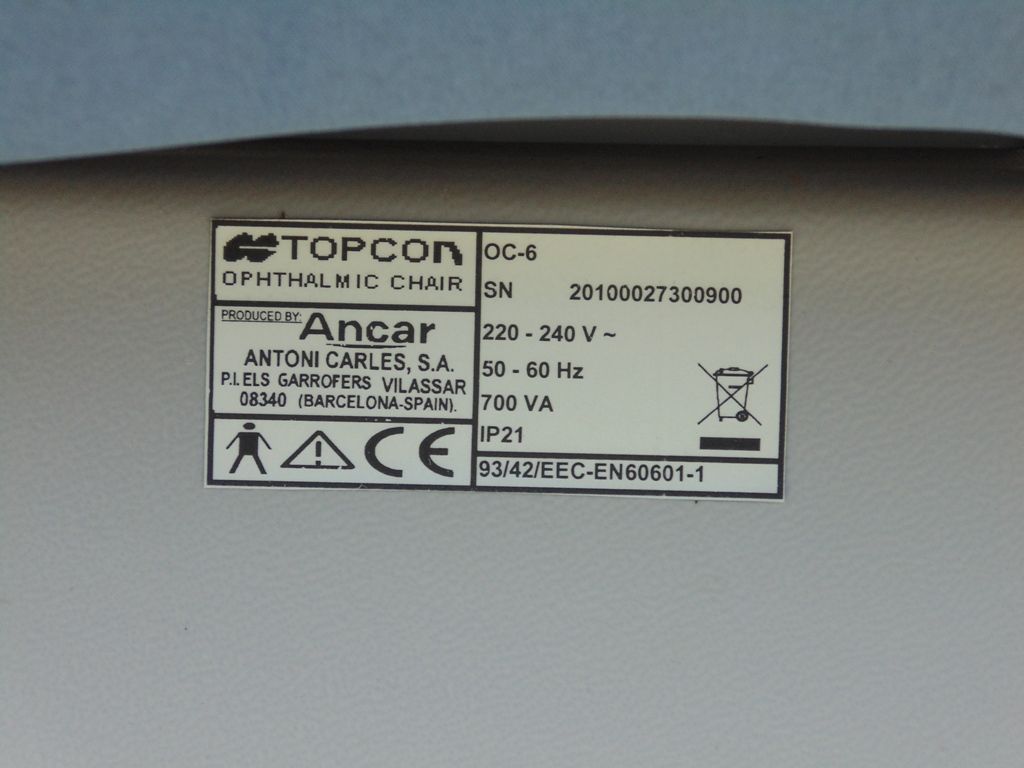 TOPCON
OPHTHALMIC CHAIR
PRODUCED BY: Ancar
ANTONI CARLES, S.A.
P.I.ELS GARROFERS VILASSAR
08340 (BARCELONA-SPAIN).
CE
OC-6
SN 20100027300900
220 - 240 V ~
50 - 60 Hz
700 VA
IP21
93/42/EEC-EN60601-1